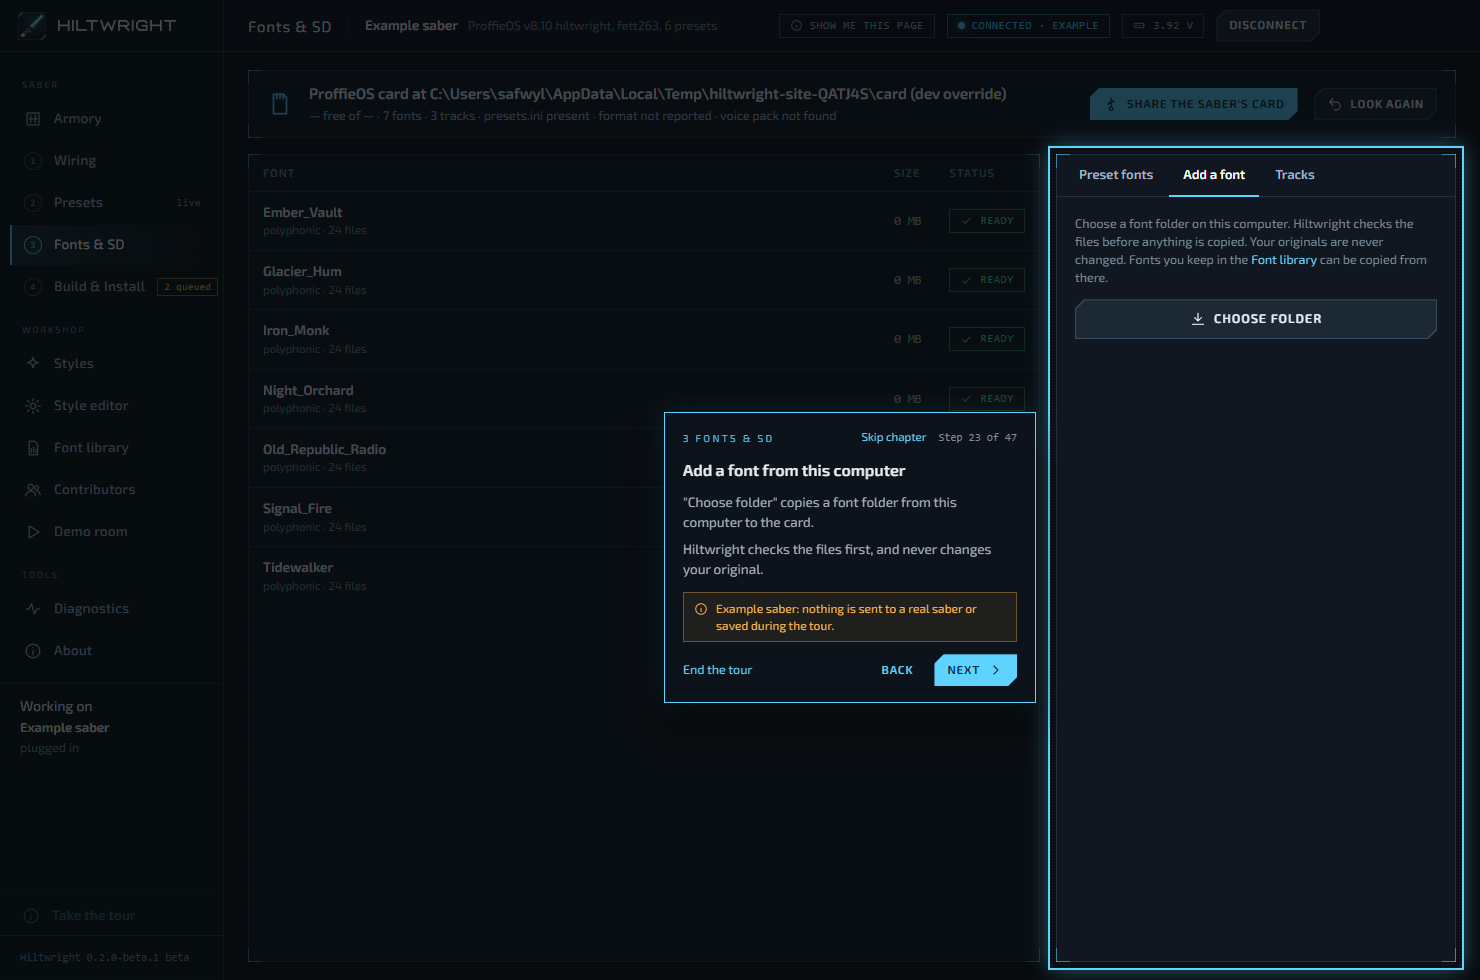 HILTWRIGHT
Fonts & SD
Example saber
ProffieOS v8.10 hiltwright, fett263, 6 presets
SHOW ME THIS PAGE
CONNECTED · EXAMPLE
3.92 V
DISCONNECT
SABER
Armory
1 Wiring
2 Presets live
3 Fonts & SD
4 Build & Install 2 queued
WORKSHOP
Styles
Style editor
Font library
Contributors
Demo room
TOOLS
Diagnostics
About
Working on
Example saber
plugged in
Take the tour
Hiltwright 0.2.0-beta.1 beta
ProffieOS card at C:\Users\safwyl\AppData\Local\Temp\hiltwright-site-QATJ4S\card (dev override)
— free of — · 7 fonts · 3 tracks · presets.ini present · format not reported · voice pack not found
SHARE THE SABER'S CARD
LOOK AGAIN
FONT SIZE STATUS
Ember_Vault
polyphonic · 24 files
0 MB READY
Glacier_Hum
polyphonic · 24 files
0 MB READY
Iron_Monk
polyphonic · 24 files
0 MB READY
Night_Orchard
polyphonic · 24 files
0 MB READY
Old_Republic_Radio
polyphonic · 24 files
Signal_Fire
polyphonic · 24 files
Tidewalker
polyphonic · 24 files
3 FONTS & SD Skip chapter Step 23 of 47
Add a font from this computer
"Choose folder" copies a font folder from this
computer to the card.
Hiltwright checks the files first, and never changes
your original.
Example saber: nothing is sent to a real saber or
saved during the tour.
End the tour BACK NEXT
Preset fonts Add a font Tracks
Choose a font folder on this computer. Hiltwright checks the
files before anything is copied. Your originals are never
changed. Fonts you keep in the Font library can be copied from
there.
CHOOSE FOLDER